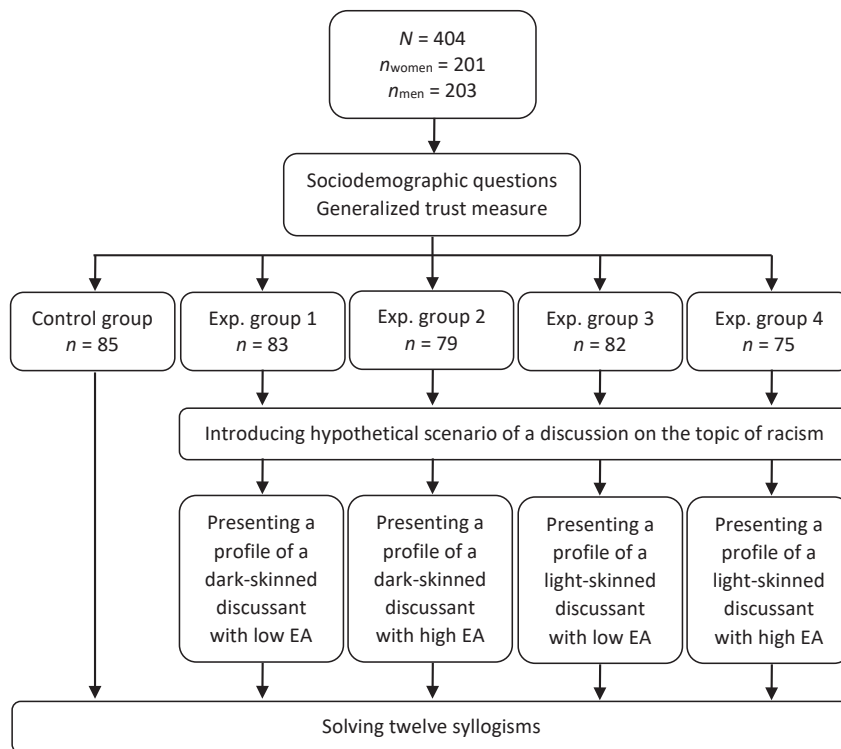 N = 404
nwomen = 201
nmen = 203
Sociodemographic questions
Generalized trust measure
Control group
n = 85
Exp. group 1
n = 83
Exp. group 2
n = 79
Exp. group 3
n = 82
Exp. group 4
n = 75
Introducing hypothetical scenario of a discussion on the topic of racism
Presenting a
profile of a
dark-skinned
discussant
with low EA
Presenting a
profile of a
dark-skinned
discussant
with high EA
Presenting a
profile of a
light-skinned
discussant
with low EA
Presenting a
profile of a
light-skinned
discussant
with high EA
Solving twelve syllogisms